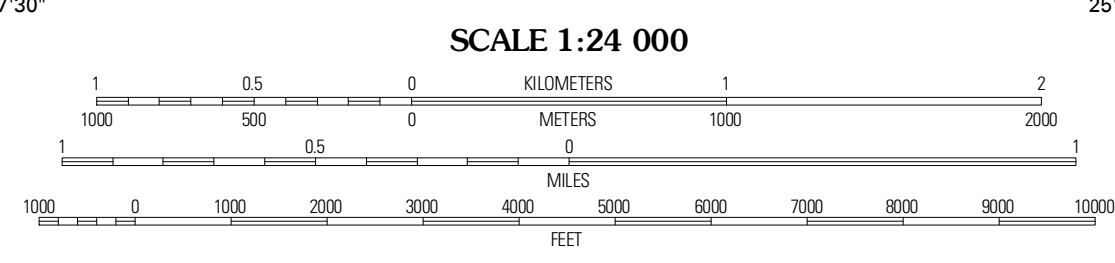 7'30" 25'
SCALE 1:24 000
1 0.5 0 KILOMETERS 1 2
1000 500 0 METERS 1000 2000
1 0.5 0 1
MILES
1000 0 1000 2000 3000 4000 5000 6000 7000 8000 9000 10000
FEET